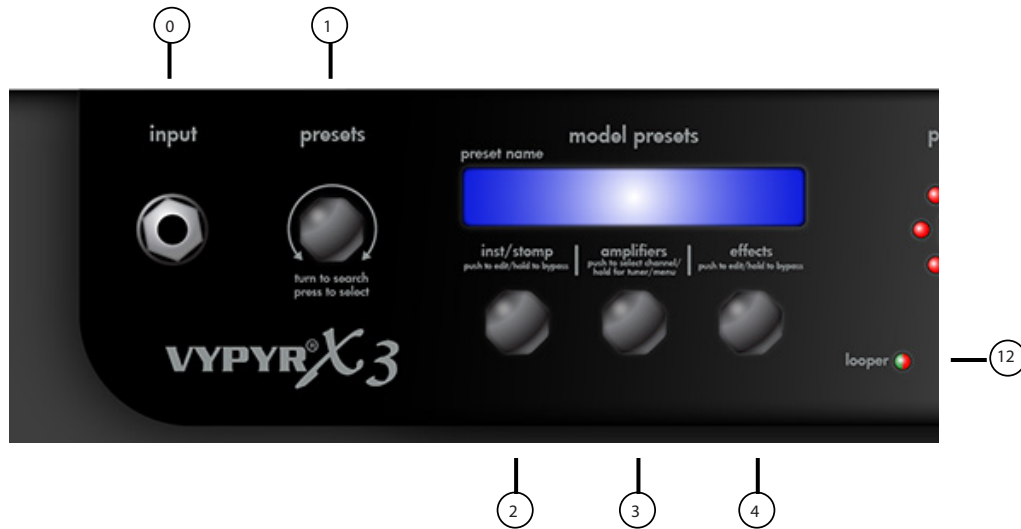 0
1
input
presets
model presets
preset name
inst/stomp
push to edit/hold to bypass
amplifiers
push to select channel/
hold for tuner/menu
effects
push to edit/hold to bypass
turn to search
press to select
VYPYR® X3
looper
12
2
3
4